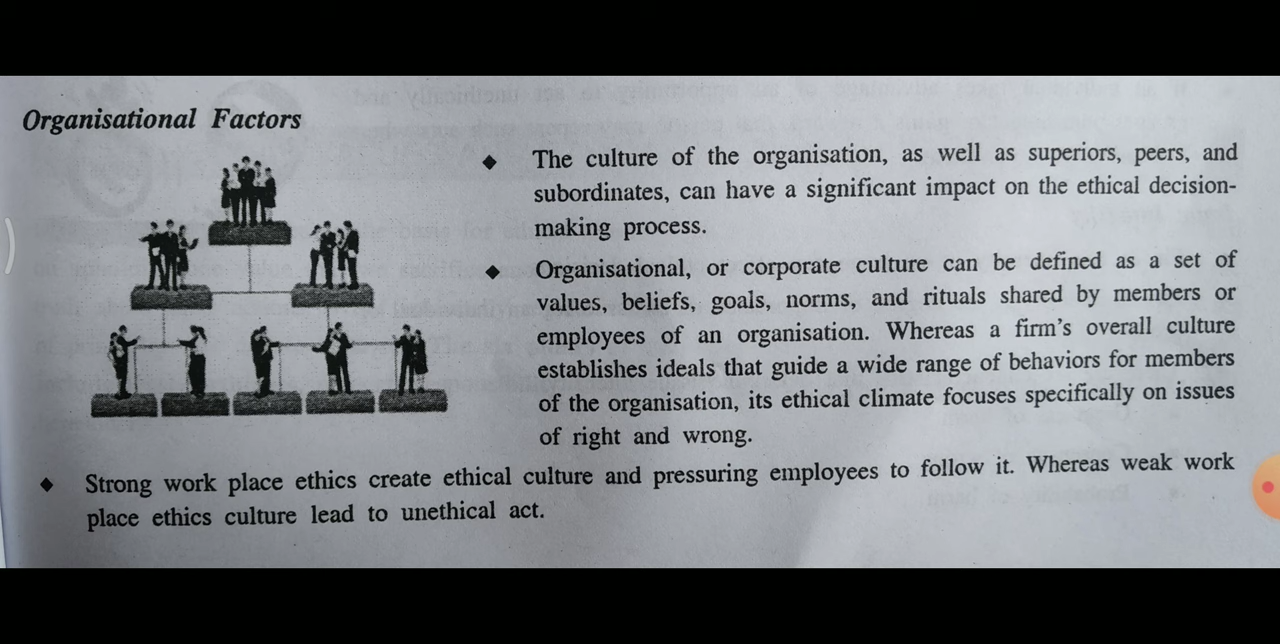 Organisational Factors
◆ The culture of the organisation, as well as superiors, peers, and
subordinates, can have a significant impact on the ethical decision-
making process.
◆ Organisational, or corporate culture can be defined as a set of
values, beliefs, goals, norms, and rituals shared by members or
employees of an organisation. Whereas a firm's overall culture
establishes ideals that guide a wide range of behaviors for members
of the organisation, its ethical climate focuses specifically on issues
of right and wrong.
◆ Strong work place ethics create ethical culture and pressuring employees to follow it. Whereas weak work
place ethics culture lead to unethical act.